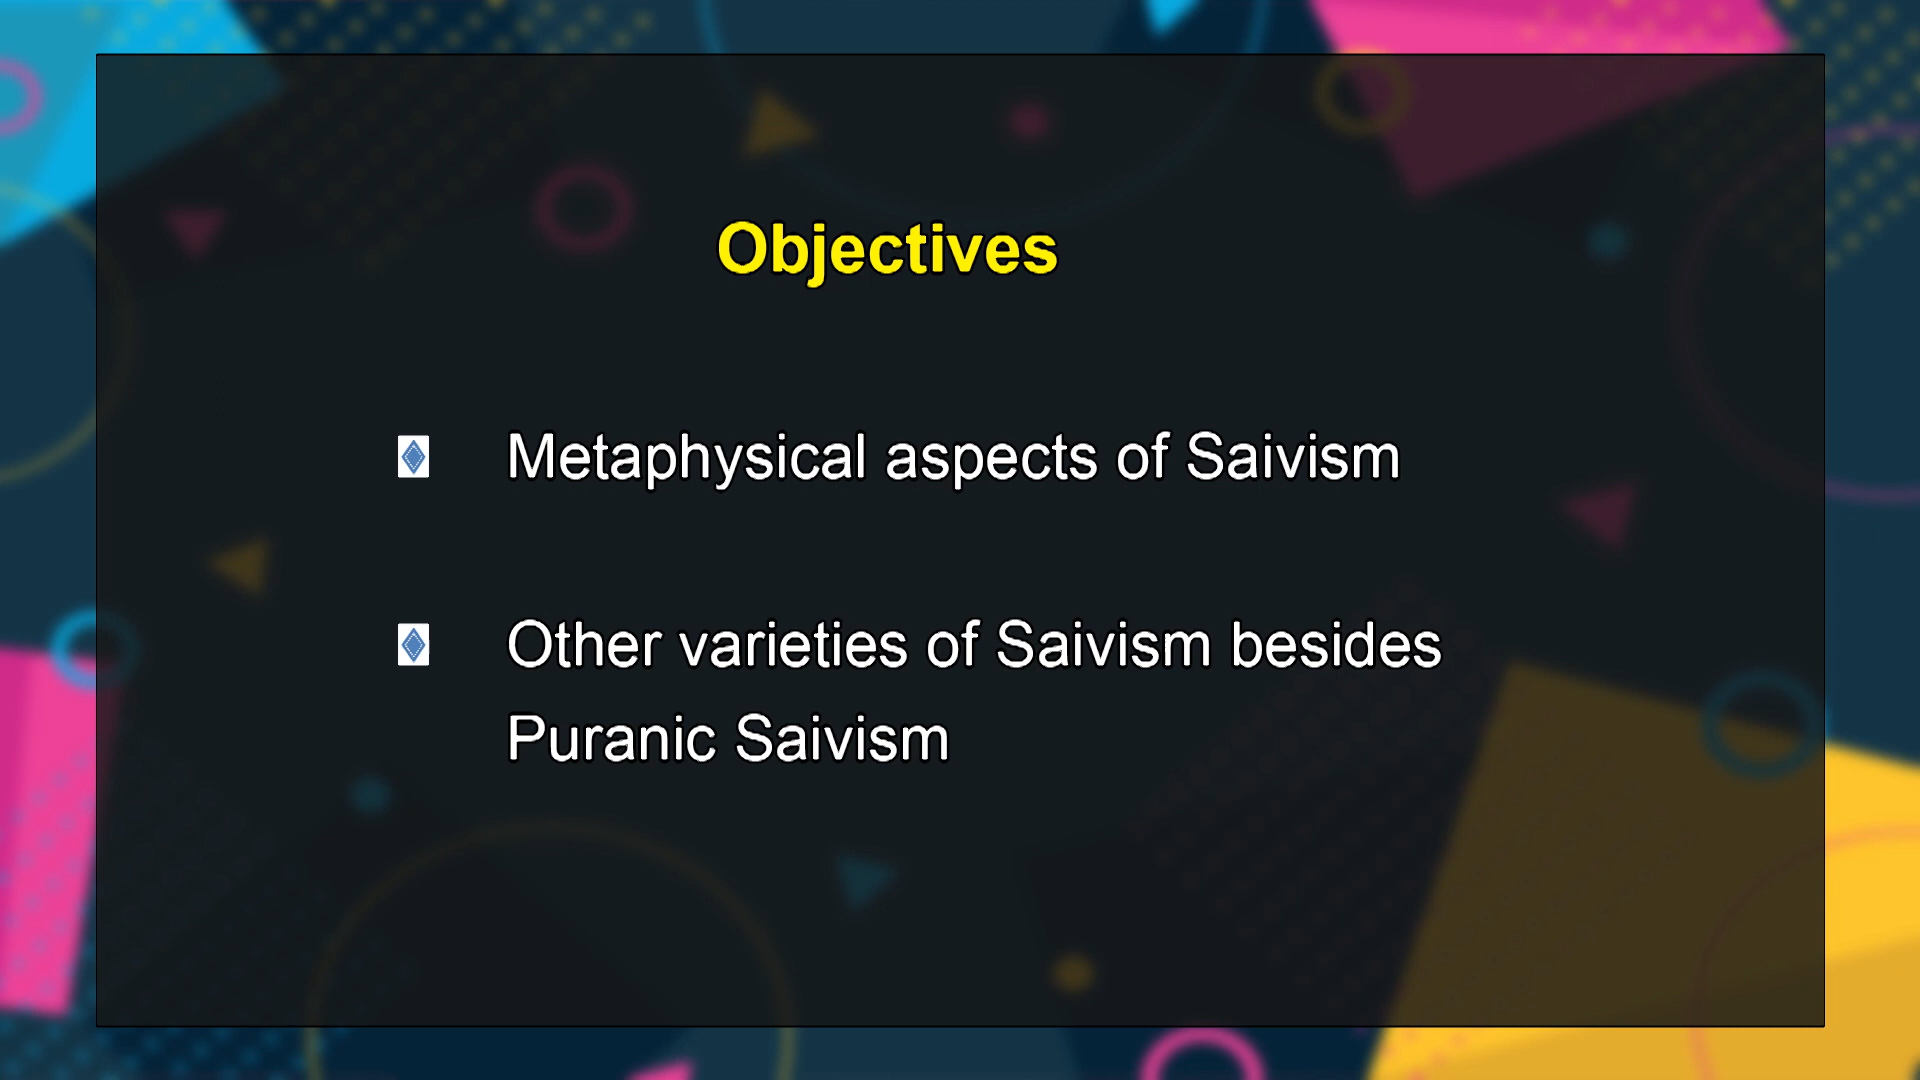 Objectives
Metaphysical aspects of Saivism
Other varieties of Saivism besides
Puranic Saivism